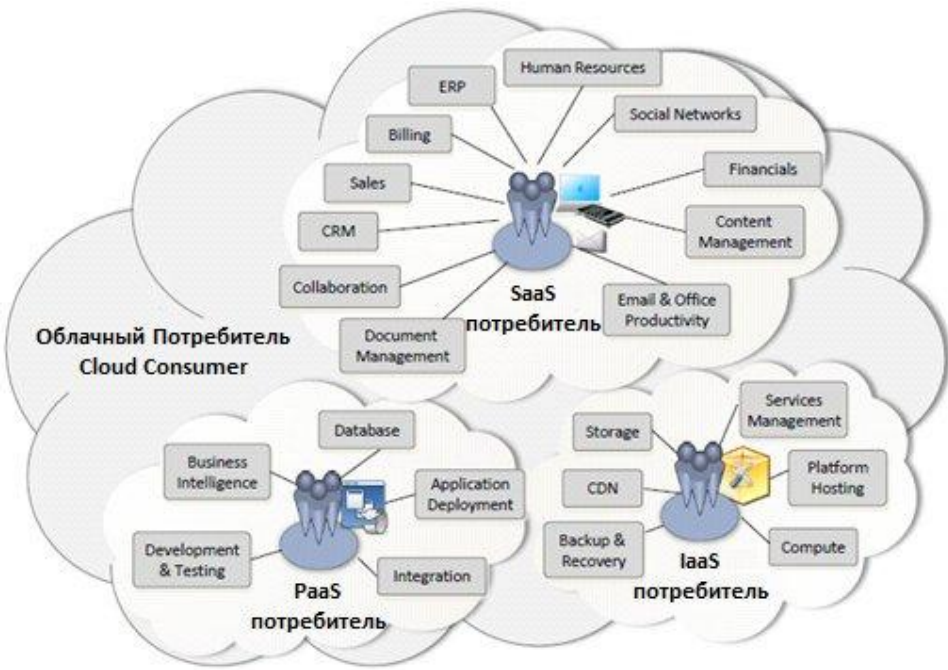 Human Resources
ERP
Social Networks
Billing
Financials
Sales
Content
Management
CRM
Collaboration
SaaS
потребитель
Email & Office
Productivity
Document
Management
Облачный Потребитель
Cloud Consumer
Database
Business
Intelligence
Application
Deployment
Development
& Testing
Integration
PaaS
потребитель
Services
Management
Storage
Platform
Hosting
CDN
Backup &
Recovery
Compute
IaaS
потребитель